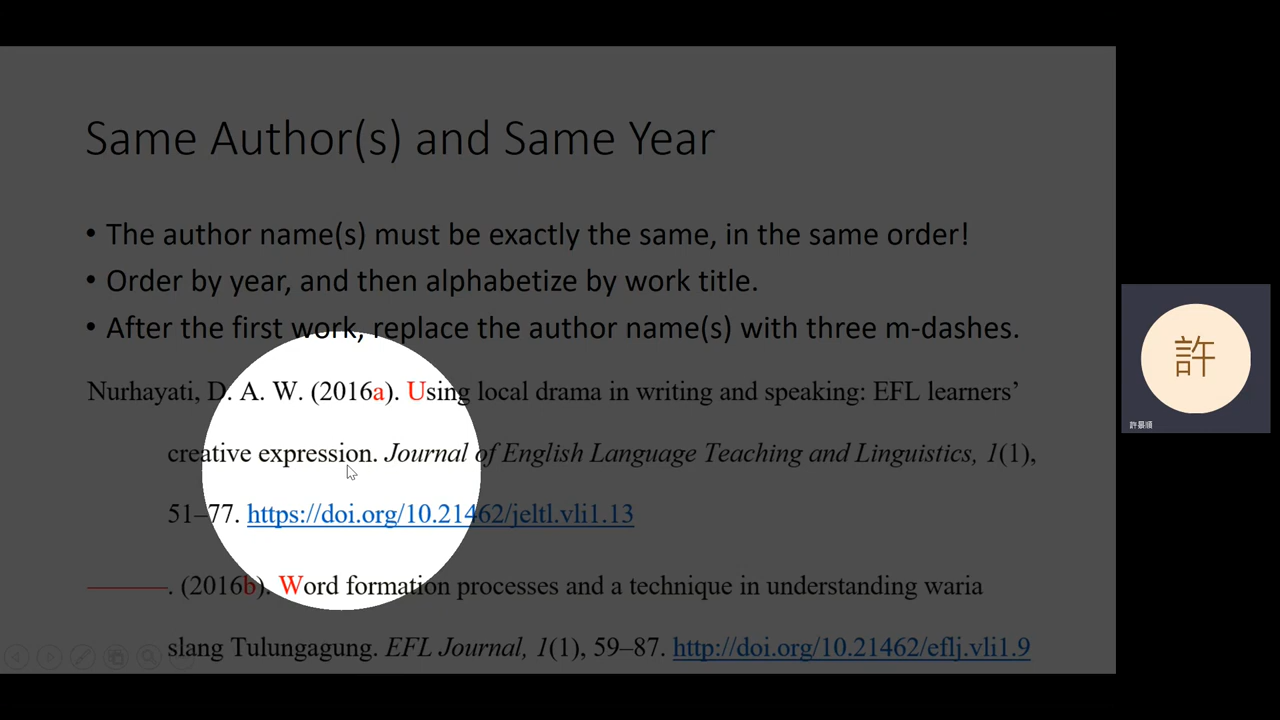 Same Author(s) and Same Year
• The author name(s) must be exactly the same, in the same order!
• Order by year, and then alphabetize by work title.
• After the first work, replace the author name(s) with three m-dashes.
Nurhayati, D. A. W. (2016a). Using local drama in writing and speaking: EFL learners’
creative expression. Journal of English Language Teaching and Linguistics, 1(1),
51–77. https://doi.org/10.21462/jeltl.vli1.13
———. (2016b). Word formation processes and a technique in understanding waria
slang Tulungagung. EFL Journal, 1(1), 59–87. http://doi.org/10.21462/eflj.vli1.9
許
許景順